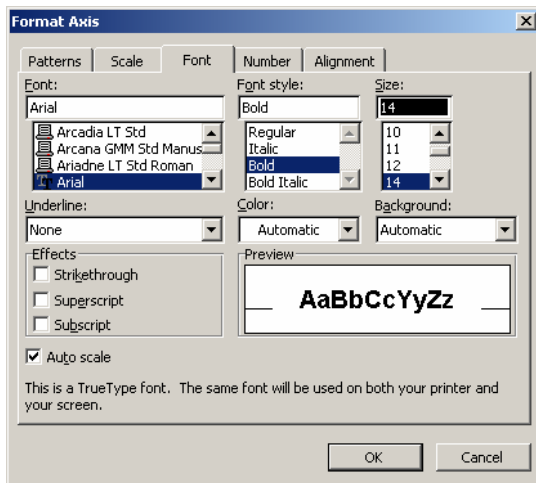 Format Axis
Patterns Scale Font Number Alignment
Font: Font style: Size:
Arial Bold 14
Arcadia LT Std Regular 10
Arcana GMM Std Manus Italic 11
Ariadne LT Std Roman Bold 12
Arial Bold Italic 14
Underline: Color: Background:
None Automatic Automatic
Effects Preview
Strikethrough
Superscript AaBbCcYyZz
Subscript
Auto scale
This is a TrueType font. The same font will be used on both your printer and
your screen.
OK Cancel